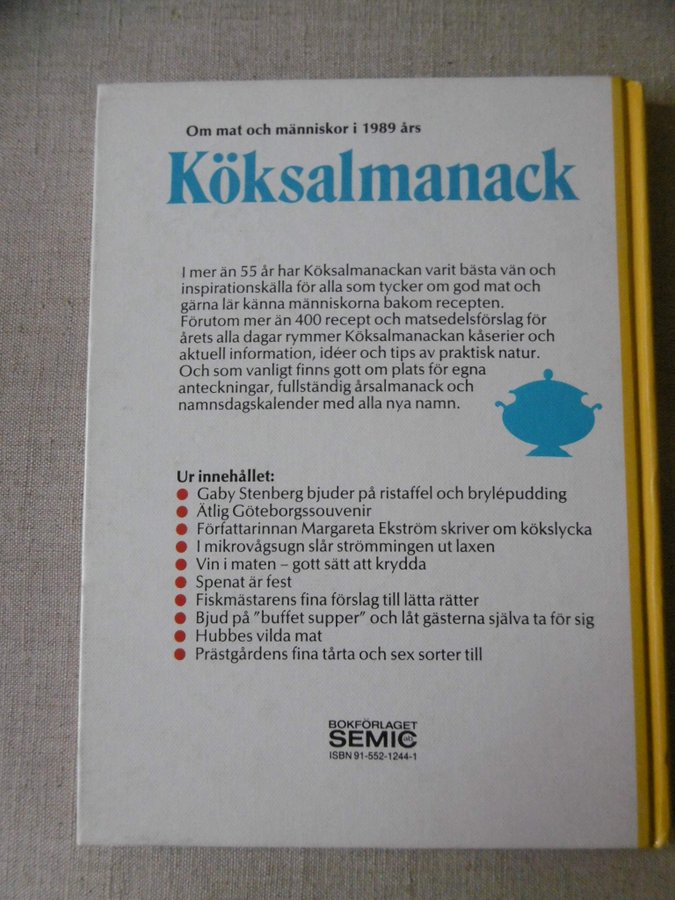 Om mat och människor i 1989 års
Köksalmanack
I mer än 55 år har Köksalmanackan varit bästa vän och
inspirationskälla för alla som tycker om god mat och
gärna lär känna människorna bakom recepten.
Förutom mer än 400 recept och matsedelsförslag för
årets alla dagar rymmer Köksalmanackan kåserier och
aktuell information, idéer och tips av praktisk natur.
Och som vanligt finns gott om plats för egna
anteckningar, fullständig årsalmanack och
namnsdagskalender med alla nya namn.
Ur innehållet:
● Gaby Stenberg bjuder på ristaffel och brylépudding
● Ätlig Göteborgssouvenir
● Författarinnan Margareta Ekström skriver om kökslycka
● I mikrovågsugn slår strömmingen ut laxen
● Vin i maten – gott sätt att krydda
● Spenat är fest
● Fiskmästarens fina förslag till lätta rätter
● Bjud på ”buffet supper” och låt gästerna själva ta för sig
● Hubbes vilda mat
● Prästgårdens fina tårta och sex sorter till
BOKFÖRLAGET
SEMIC ab
ISBN 91-552-1244-1